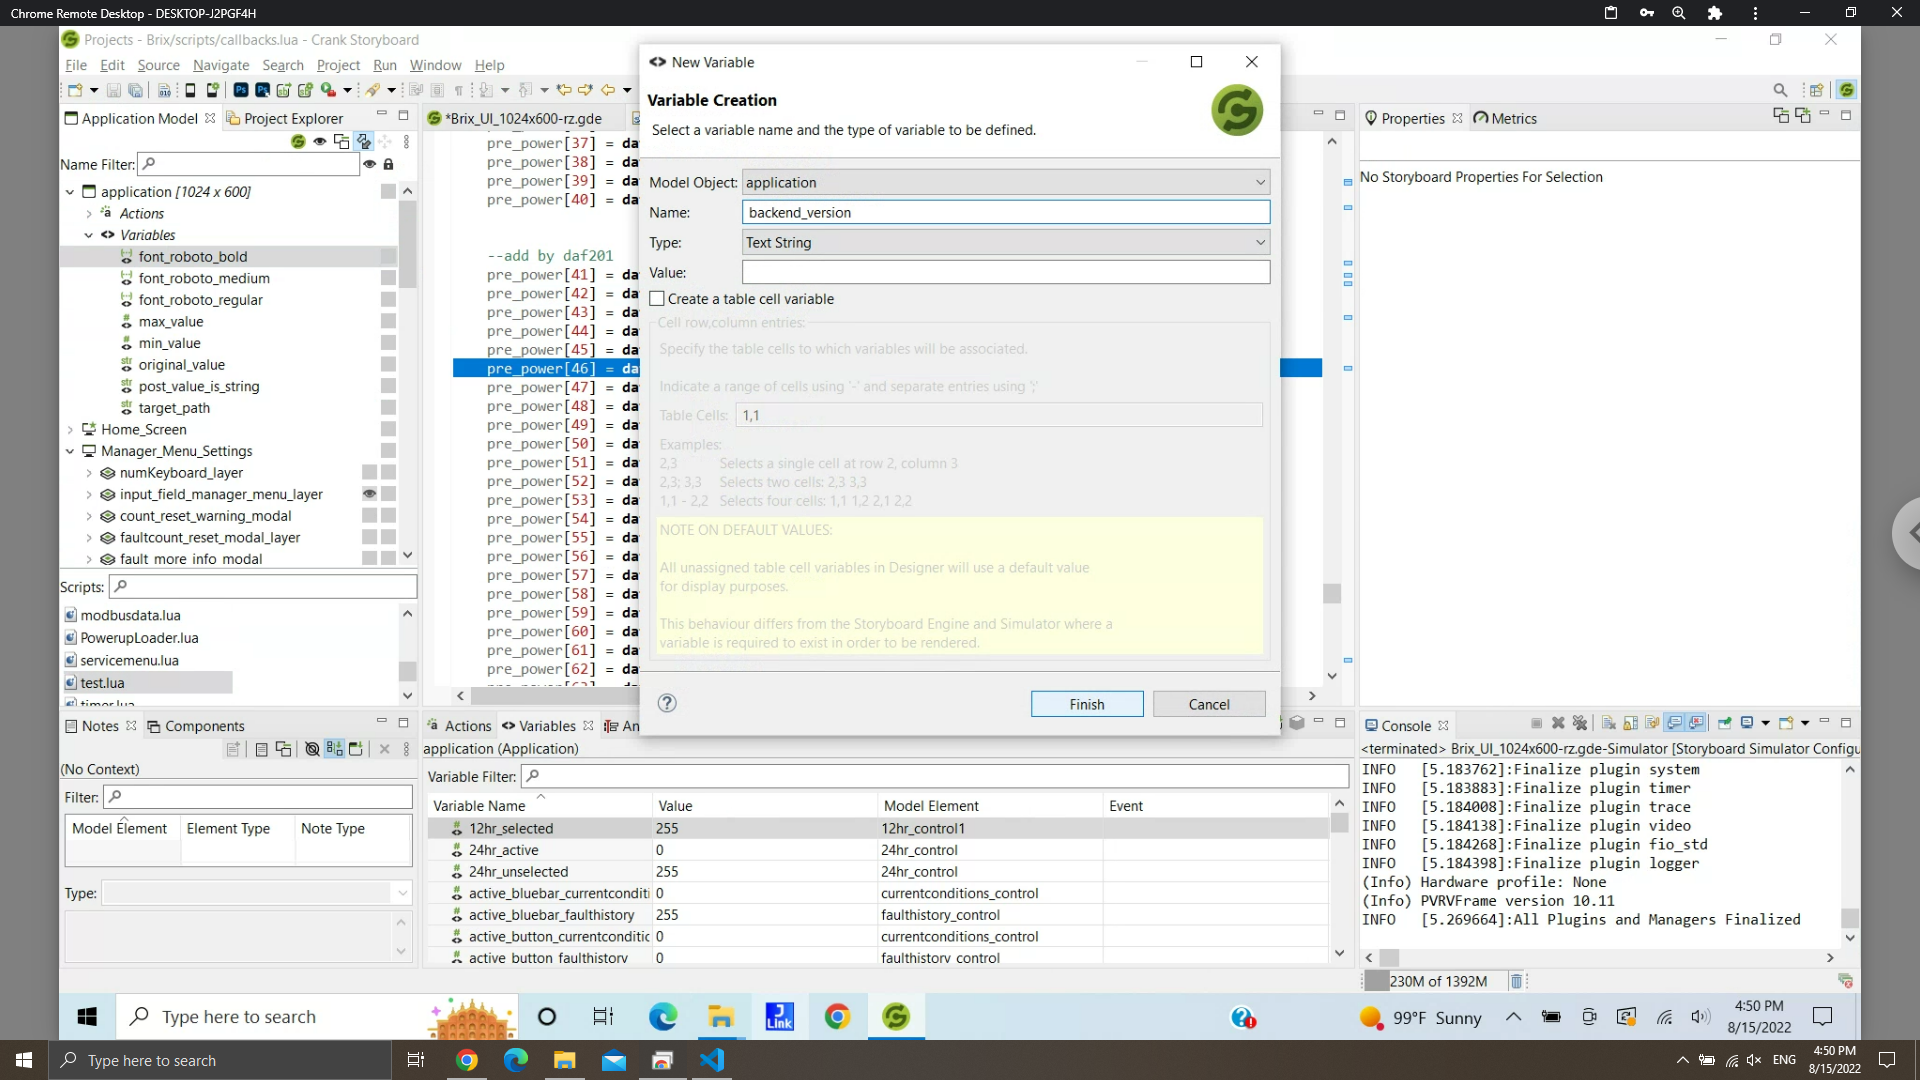 Chrome Remote Desktop - DESKTOP-J2PGF4H
Projects - Brix/scripts/callbacks.lua - Crank Storyboard
File Edit Source Navigate Search Project Run Window Help
Application Model
Project Explorer
Name Filter:
application [1024 x 600]
Actions
Variables
font_roboto_bold
font_roboto_medium
font_roboto_regular
max_value
min_value
original_value
post_value_is_string
target_path
Home_Screen
Manager_Menu_Settings
numKeyboard_layer
input_field_manager_menu_layer
count_reset_warning_modal
faultcount_reset_modal_layer
fault more info modal
Scripts:
modbusdata.lua
PowerupLoader.lua
servicemenu.lua
test.lua
timer.lua
*Brix_UI_1024x600-rz.gde
pre_power[37] = da
pre_power[38] = da
pre_power[39] = da
pre_power[40] = da
--add by daf201
pre_power[41] = da
pre_power[42] = da
pre_power[43] = da
pre_power[44] = da
pre_power[45] = da
pre_power[46] = da
pre_power[47] = da
pre_power[48] = da
pre_power[49] = da
pre_power[50] = da
pre_power[51] = da
pre_power[52] = da
pre_power[53] = da
pre_power[54] = da
pre_power[55] = da
pre_power[56] = da
pre_power[57] = da
pre_power[58] = da
pre_power[59] = da
pre_power[60] = da
pre_power[61] = da
pre_power[62] = da
New Variable
Variable Creation
Select a variable name and the type of variable to be defined.
Model Object: application
Name: backend_version
Type: Text String
Value:
Create a table cell variable
Cell row,column entries:
Specify the table cells to which variables will be associated.
Indicate a range of cells using '-' and separate entries using ';'
Table Cells: 1,1
Examples:
2,3 Selects a single cell at row 2, column 3
2,3; 3,3 Selects two cells: 2,3 3,3
1,1 - 2,2 Selects four cells: 1,1 1,2 2,1 2,2
NOTE ON DEFAULT VALUES:
All unassigned table cell variables in Designer will use a default value
for display purposes.
This behaviour differs from the Storyboard Engine and Simulator where a
variable is required to exist in order to be rendered.
Finish
Cancel
Properties
Metrics
No Storyboard Properties For Selection
Notes
Components
(No Context)
Filter:
Model Element Element Type Note Type
Type:
Actions
Variables
An
application (Application)
Variable Filter:
Variable Name Value Model Element Event
12hr_selected 255 12hr_control1
24hr_active 0 24hr_control
24hr_unselected 255 24hr_control
active_bluebar_currentconditi 0 currentconditions_control
active_bluebar_faulthistory 255 faulthistory_control
active_button_currentconditic 0 currentconditions_control
active button faulthistory 0 faulthistory control
Console
<terminated> Brix_UI_1024x600-rz.gde-Simulator [Storyboard Simulator Configu
INFO [5.183762]:Finalize plugin system
INFO [5.183883]:Finalize plugin timer
INFO [5.184008]:Finalize plugin trace
INFO [5.184138]:Finalize plugin video
INFO [5.184268]:Finalize plugin fio_std
INFO [5.184398]:Finalize plugin logger
(Info) Hardware profile: None
(Info) PVRVFrame version 10.11
INFO [5.269664]:All Plugins and Managers Finalized
230M of 1392M
Type here to search
J
Link
99°F Sunny
4:50 PM
8/15/2022
Type here to search
ENG
4:50 PM
8/15/2022